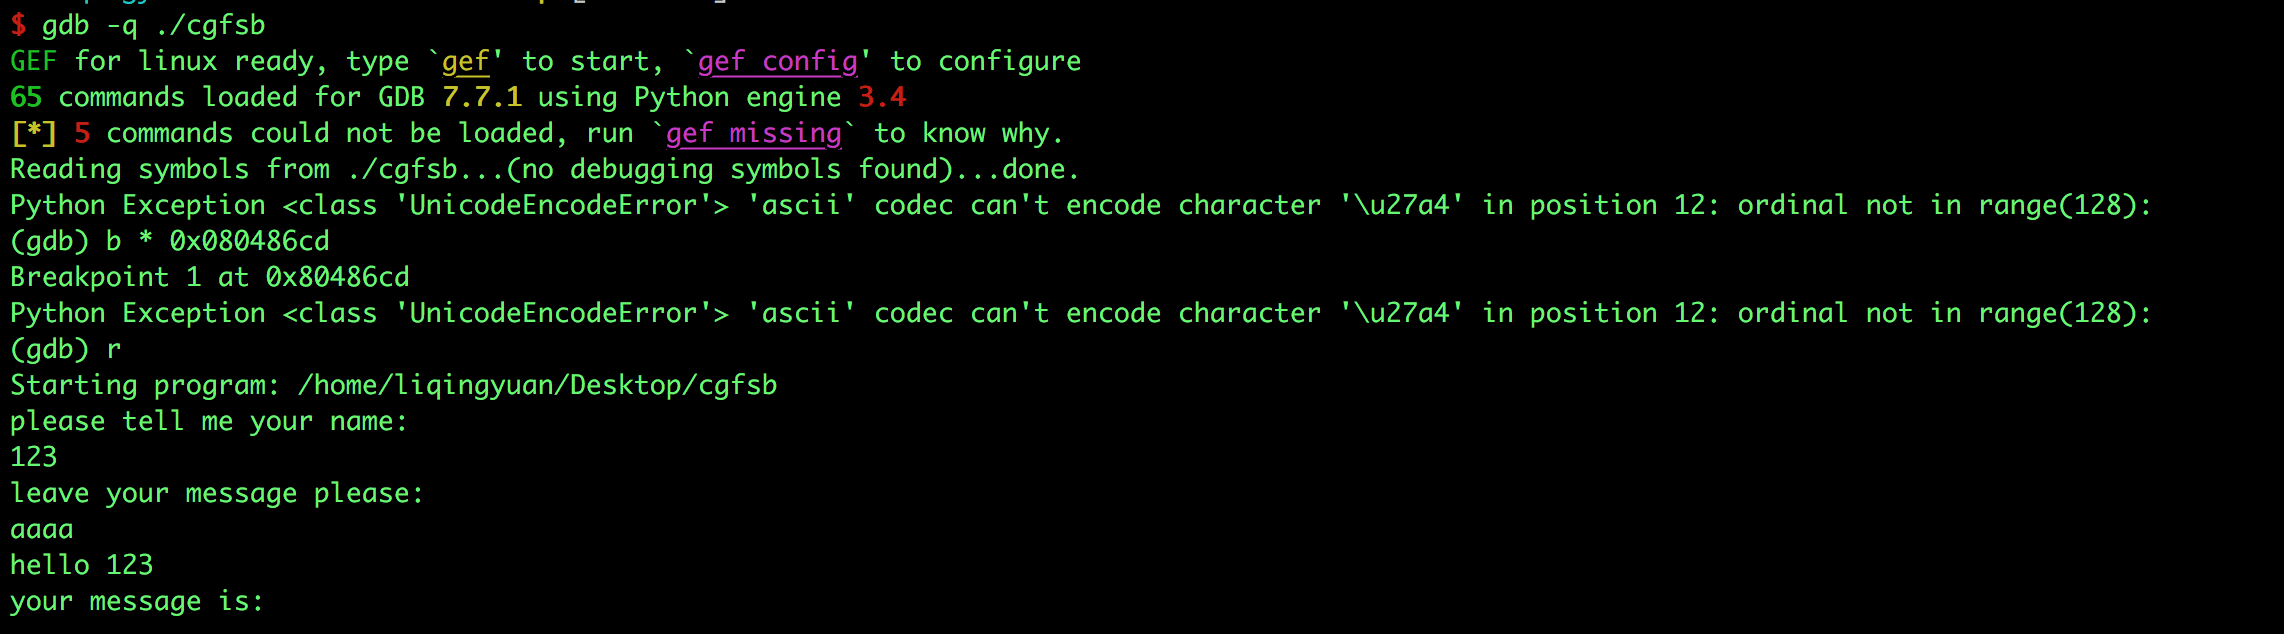 $ gdb -q ./cgfsb
GEF for linux ready, type `gef' to start, `gef config' to configure
65 commands loaded for GDB 7.7.1 using Python engine 3.4
[*] 5 commands could not be loaded, run `gef missing` to know why.
Reading symbols from ./cgfsb...(no debugging symbols found)...done.
Python Exception <class 'UnicodeEncodeError'> 'ascii' codec can't encode character '\u27a4' in position 12: ordinal not in range(128):
(gdb) b * 0x080486cd
Breakpoint 1 at 0x80486cd
Python Exception <class 'UnicodeEncodeError'> 'ascii' codec can't encode character '\u27a4' in position 12: ordinal not in range(128):
(gdb) r
Starting program: /home/liqingyuan/Desktop/cgfsb
please tell me your name:
123
leave your message please:
aaaa
hello 123
your message is: